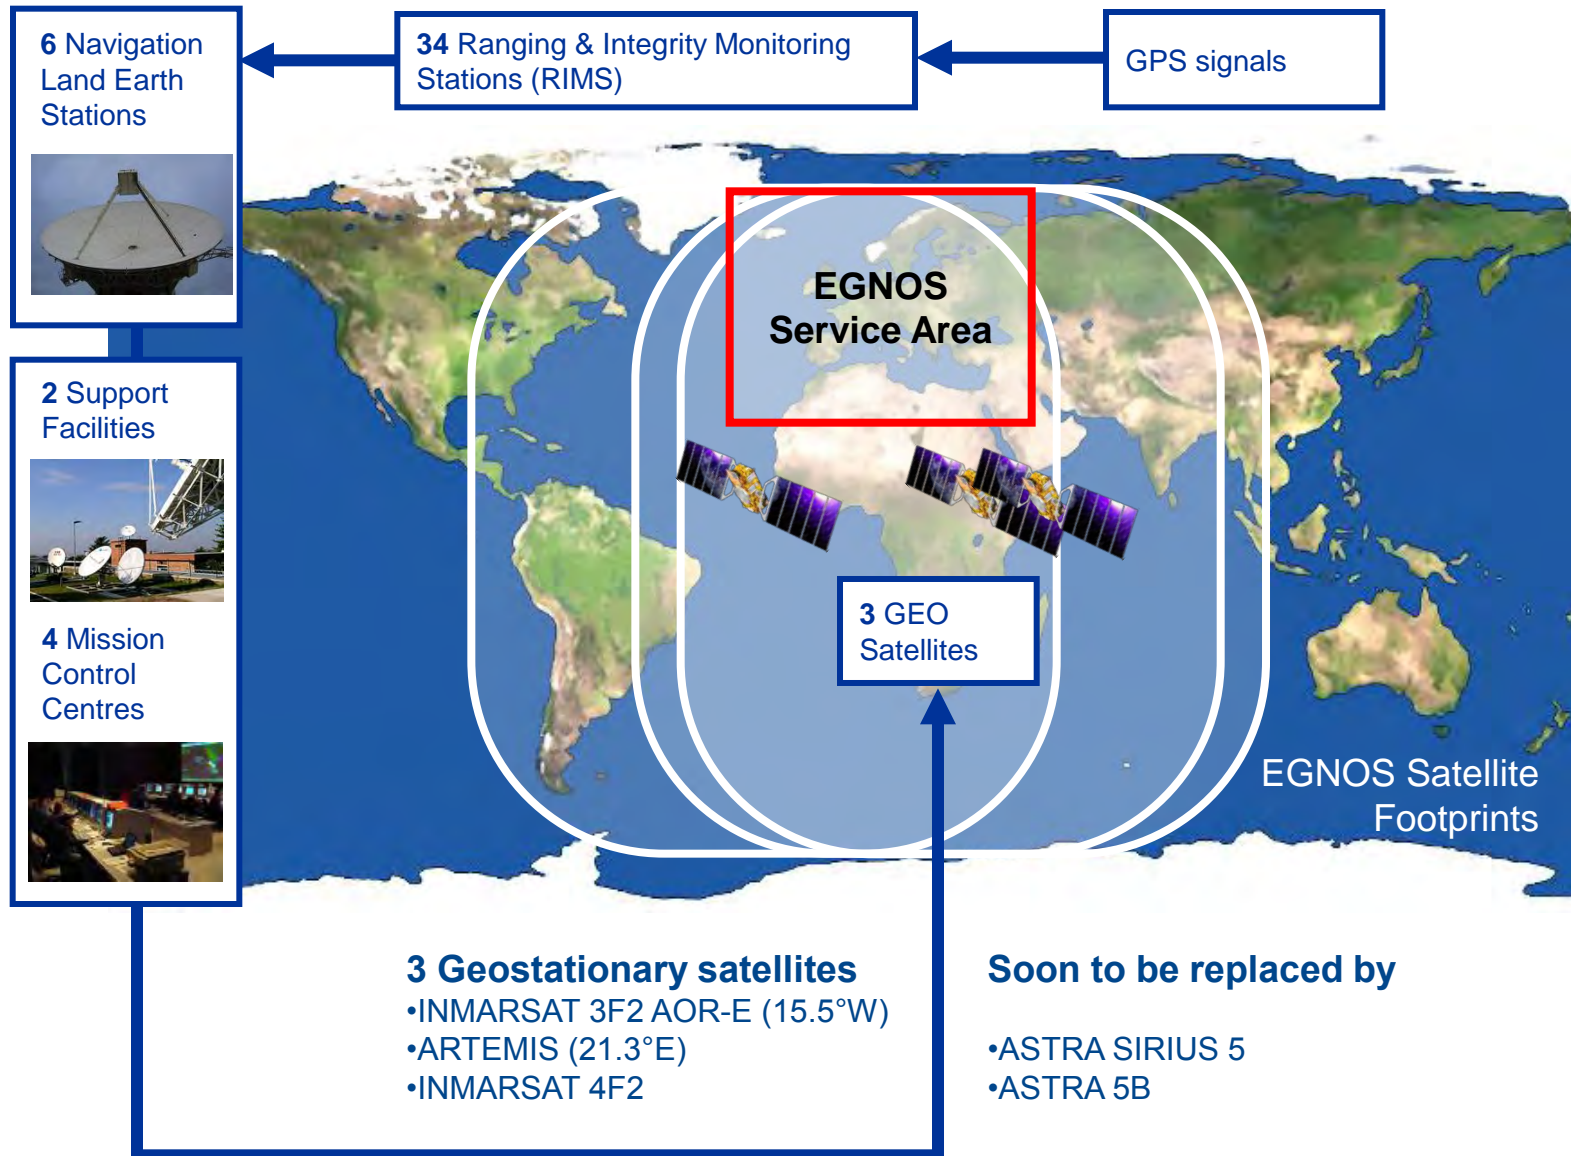 6 Navigation
Land Earth
Stations
34 Ranging & Integrity Monitoring
Stations (RIMS)
GPS signals
EGNOS
Service Area
2 Support
Facilities
4 Mission
Control
Centres
3 GEO
Satellites
EGNOS Satellite
Footprints
3 Geostationary satellites
•INMARSAT 3F2 AOR-E (15.5°W)
•ARTEMIS (21.3°E)
•INMARSAT 4F2
Soon to be replaced by
•ASTRA SIRIUS 5
•ASTRA 5B